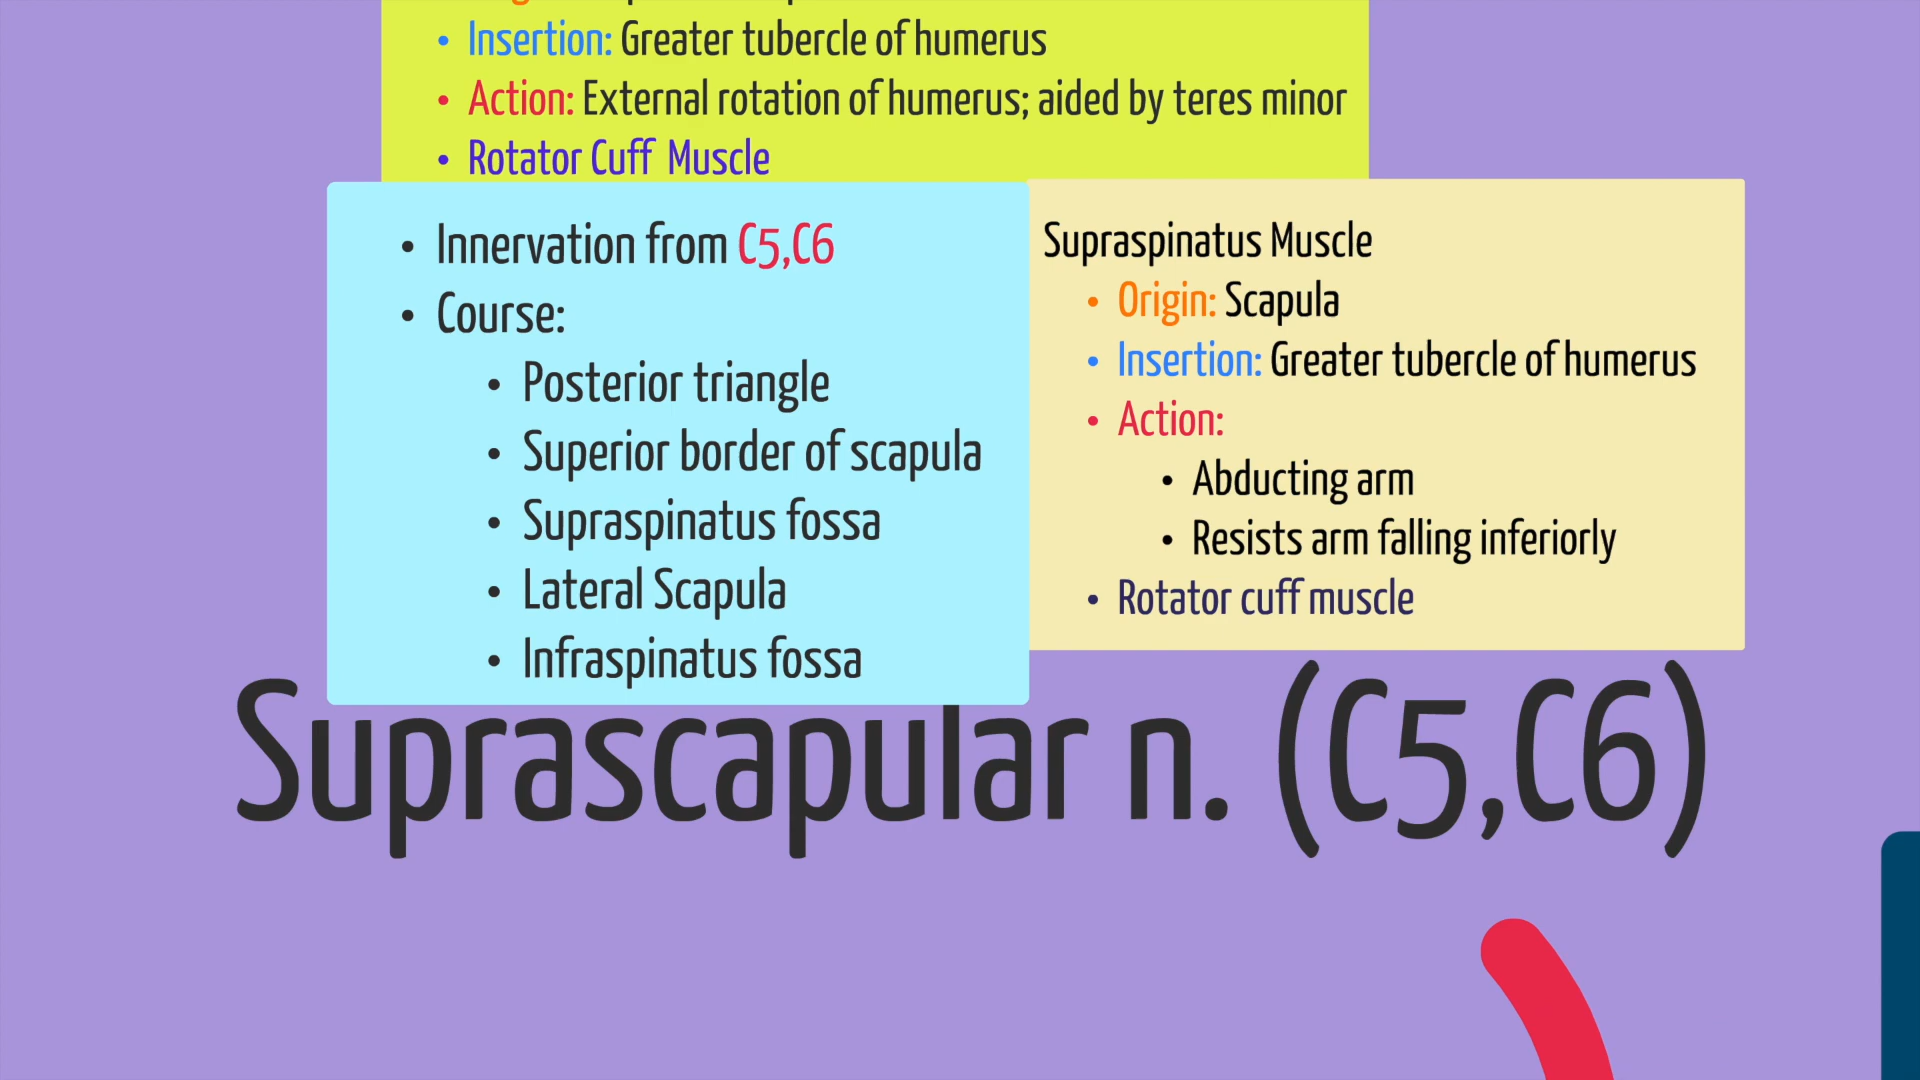 Insertion: Greater tubercle of humerus
Action: External rotation of humerus; aided by teres minor
Rotator Cuff Muscle
Innervation from C5,C6
Course:
Posterior triangle
Superior border of scapula
Supraspinatus fossa
Lateral Scapula
Infraspinatus fossa
Supraspinatus Muscle
Origin: Scapula
Insertion: Greater tubercle of humerus
Action:
Abducting arm
Resists arm falling inferiorly
Rotator cuff muscle
Suprascapular n. (C5,C6)